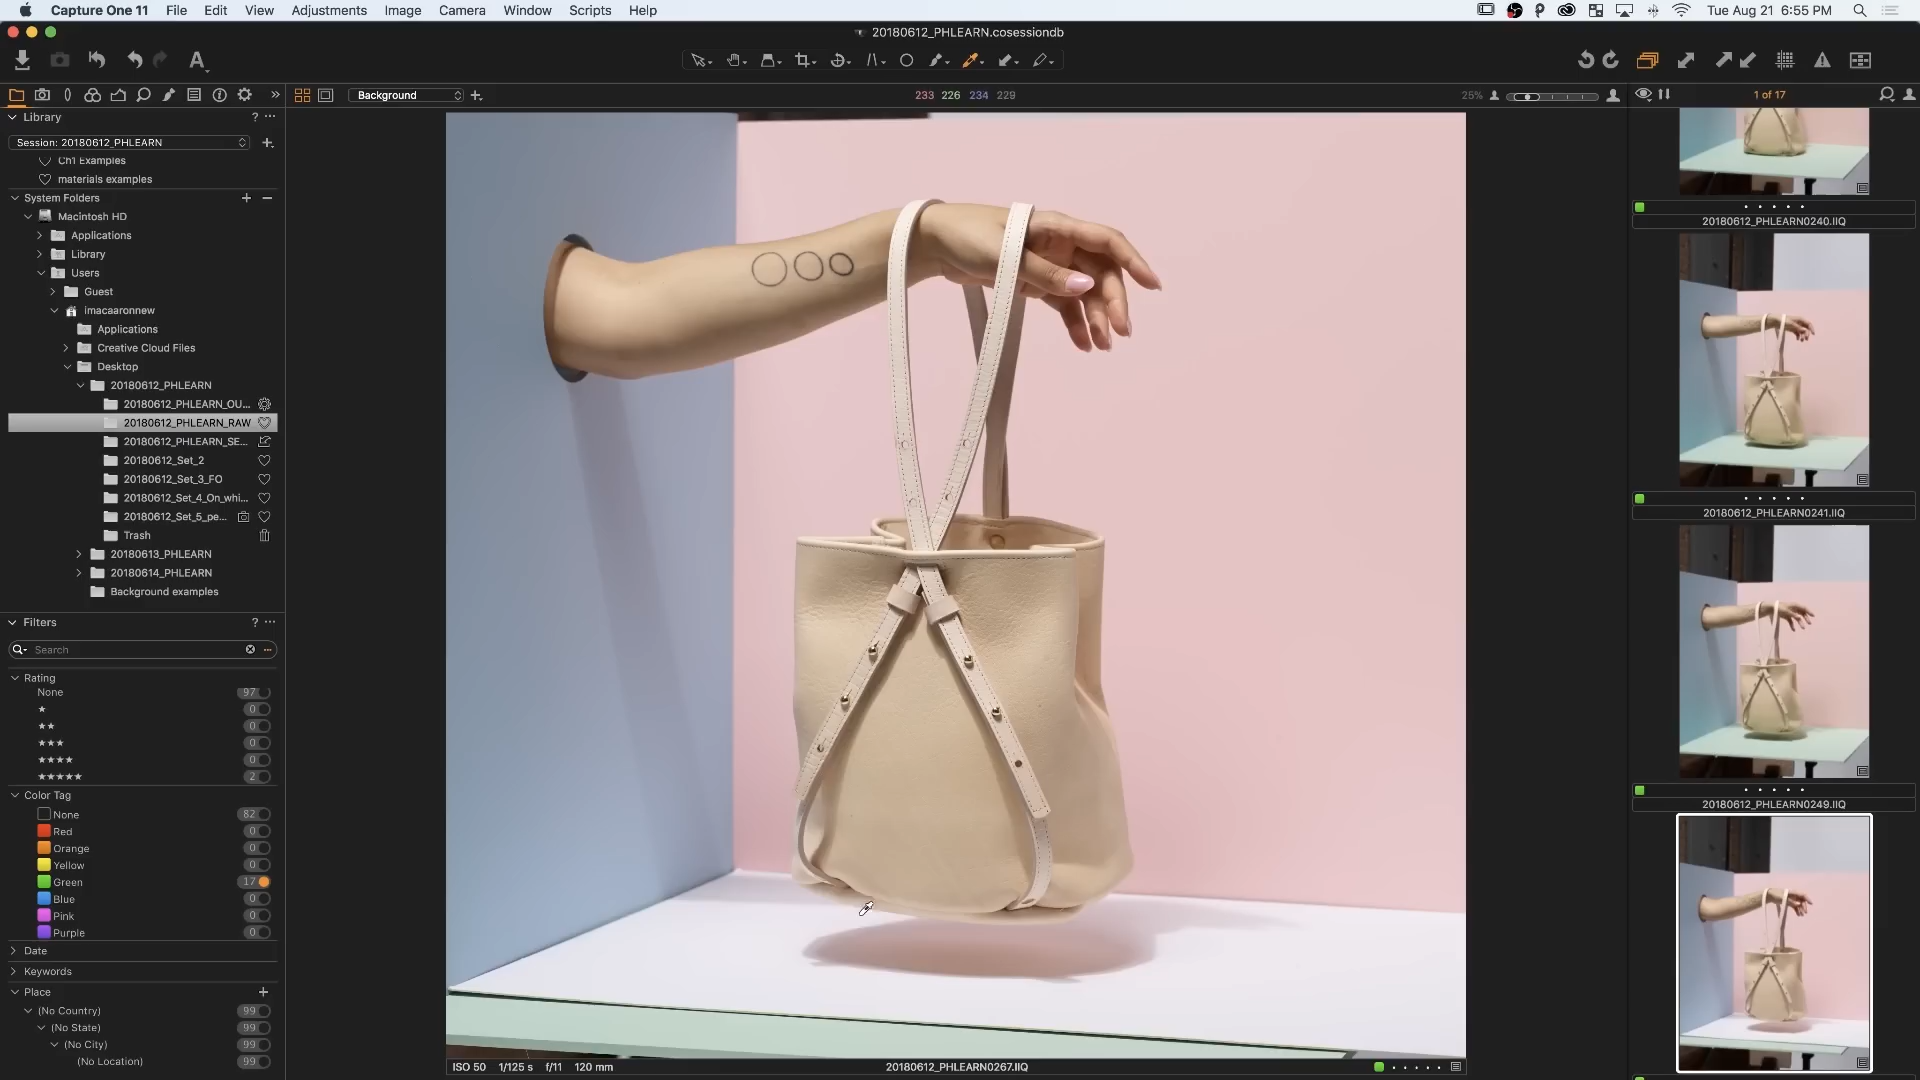 Capture One 11 File Edit View Adjustments Image Camera Window Scripts Help Tue Aug 21 6:55 PM
20180612_PHLEARN.cosessiondb
Background 233 226 234 229 25% 1 of 17
Library ?
Session: 20180612_PHLEARN
Ch1 Examples
materials examples
System Folders
Macintosh HD
Applications
Library
Users
Guest
imacaaronnew
Applications
Creative Cloud Files
Desktop
20180612_PHLEARN
20180612_PHLEARN_OU...
20180612_PHLEARN_RAW
20180612_PHLEARN_SE...
20180612_Set_2
20180612_Set_3_FO
20180612_Set_4_On_whi...
20180612_Set_5_pe...
Trash
20180613_PHLEARN
20180614_PHLEARN
Background examples
Filters ?
Search
Rating
None 97
★ 0
★★ 0
★★★ 0
★★★★ 0
★★★★★ 2
Color Tag
None 82
Red 0
Orange 0
Yellow 0
Green 17
Blue 0
Pink 0
Purple 0
Date
Keywords
Place
(No Country) 99
(No State) 99
(No City) 99
(No Location) 99
ISO 50 1/125 s f/11 120 mm 20180612_PHLEARN0267.IIQ
20180612_PHLEARN0240.IIQ
20180612_PHLEARN0241.IIQ
20180612_PHLEARN0249.IIQ